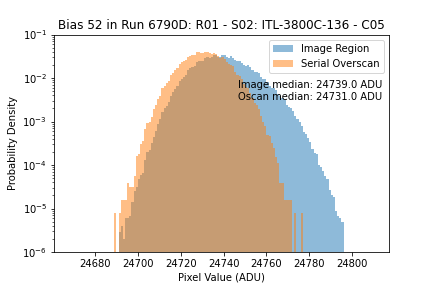 Bias 52 in Run 6790D: R01 - S02: ITL-3800C-136 - C05
Image Region
Serial Overscan
Image median: 24739.0 ADU
Oscan median: 24731.0 ADU
Probability Density
10⁻¹
10⁻²
10⁻³
10⁻⁴
10⁻⁵
10⁻⁶
24680 24700 24720 24740 24760 24780 24800
Pixel Value (ADU)